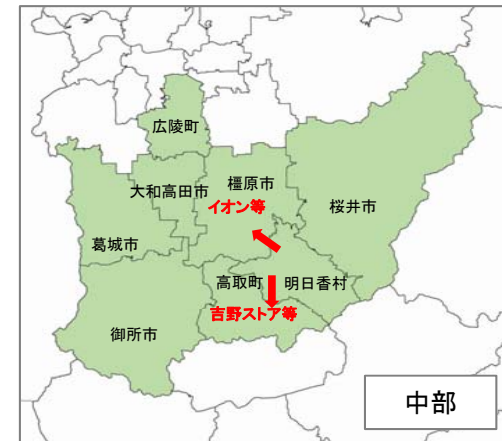 広陵町
大和高田市
橿原市
イオン等
桜井市
葛城市
高取町
明日香村
吉野ストア等
御所市
中部